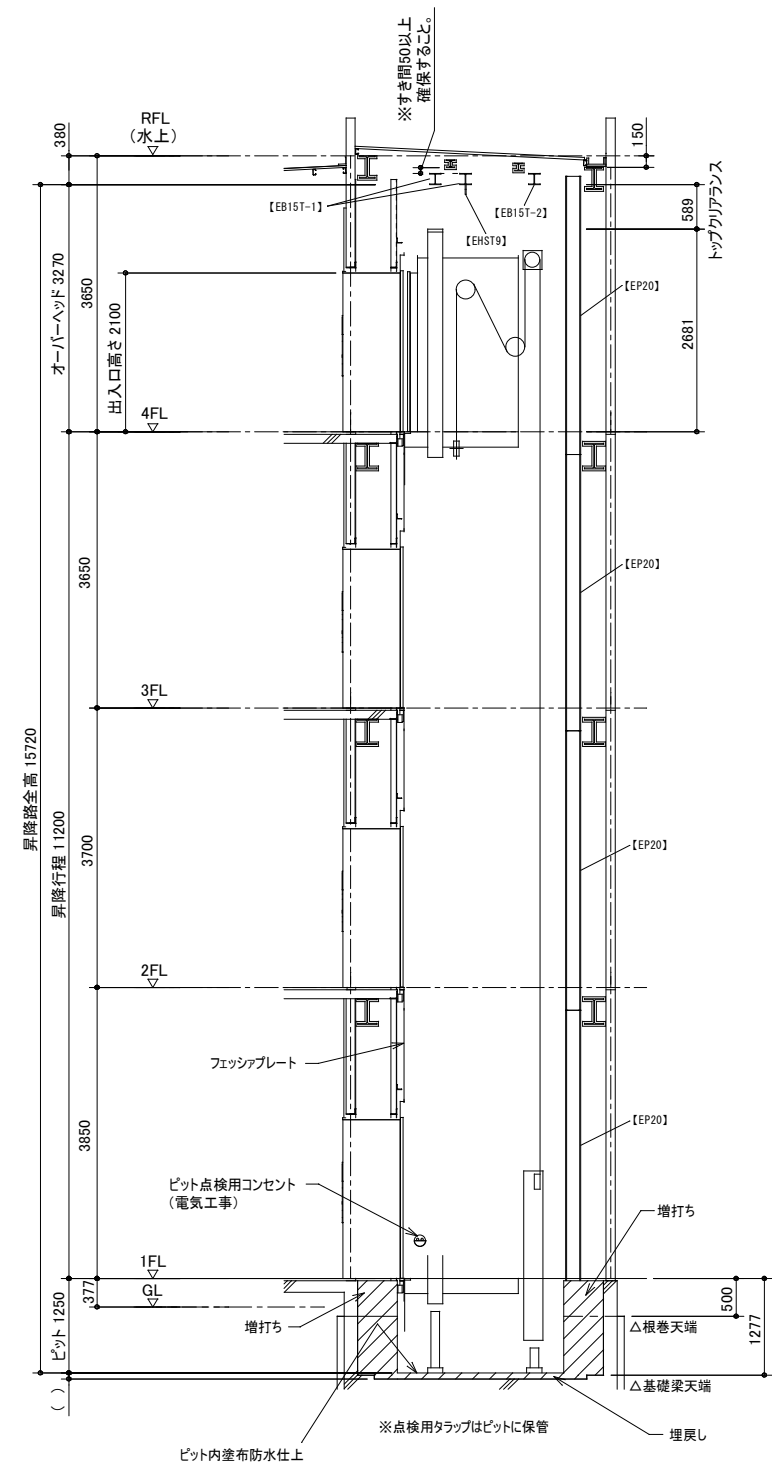 ※すき間50以上
確保すること。
RFL
(水上)
380
150
【EB15T-1】
【EB15T-2】
【EHST9】
589
トップクリアランス
オーバーヘッド 3270
3650
出入口高さ 2100
【EP20】
2681
4FL
3650
【EP20】
3FL
昇降路全高 15720
昇降行程 11200
3700
【EP20】
2FL
フェッシァプレート
3850
【EP20】
ピット点検用コンセント
(電気工事)
増打ち
1FL
377
GL
ピット 1250
増打ち
500
1277
△根巻天端
△基礎梁天端
( )
※点検用タラップはピットに保管
埋戻し
ピット内塗布防水仕上